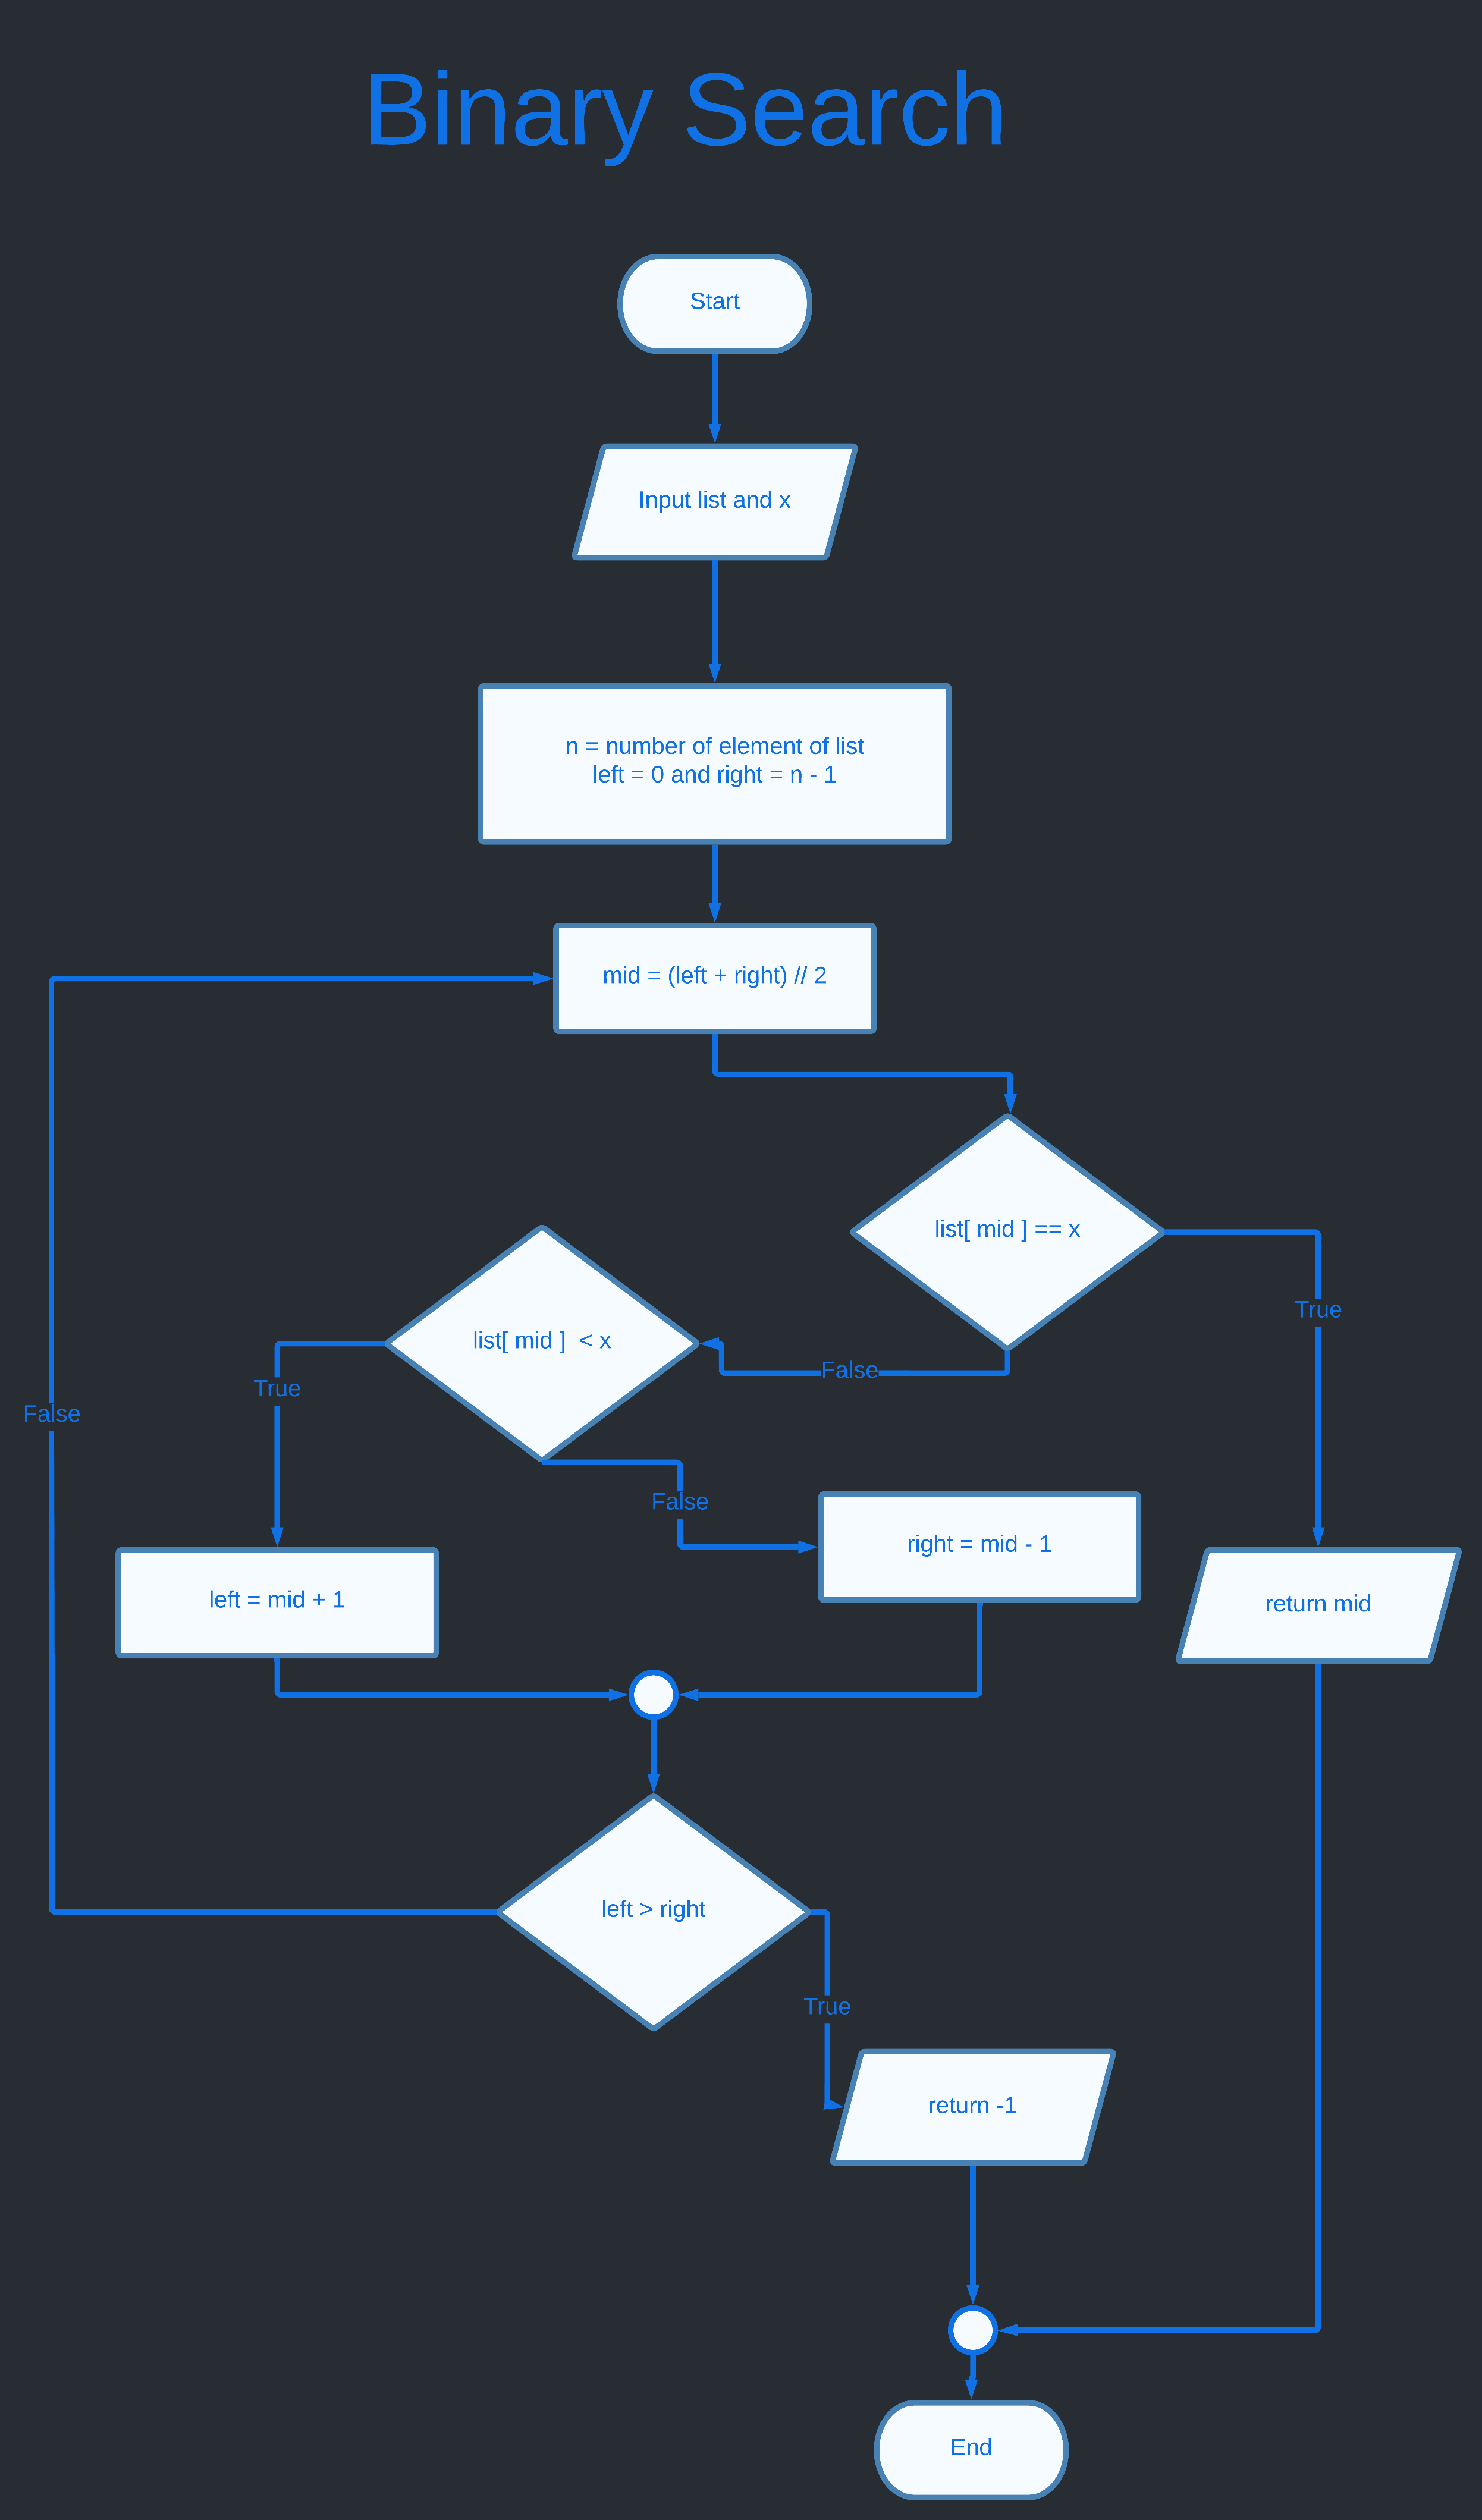 Binary Search
Start
Input list and x
n = number of element of list
left = 0 and right = n - 1
mid = (left + right) // 2
list[ mid ] == x
True
list[ mid ]  < x
False
True
False
False
right = mid - 1
left = mid + 1
return mid
left > right
True
return -1
End